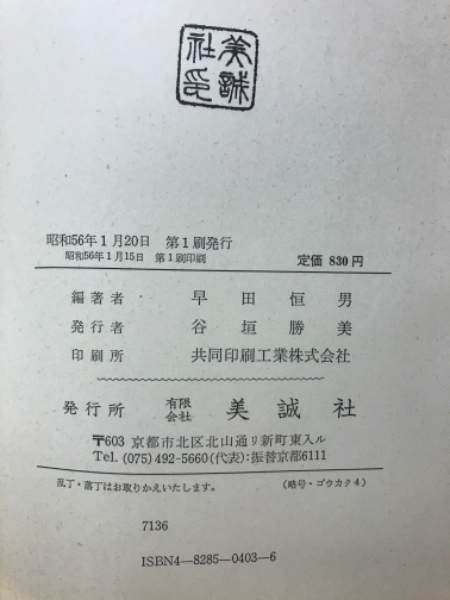 美誠
社印
昭和56年1月20日 第1刷発行
昭和56年1月15日 第1刷印刷
定価 830円
編著者 早田恒男
発行者 谷垣勝美
印刷所 共同印刷工業株式会社
発行所 有限会社 美誠社
〒603 京都市北区北山通り新町東入ル
Tel. (075) 492-5660(代表):振替京都6111
乱丁・落丁はお取りかえいたします。 (略号・ゴウカク4)
7136
ISBN4―8285―0403―6